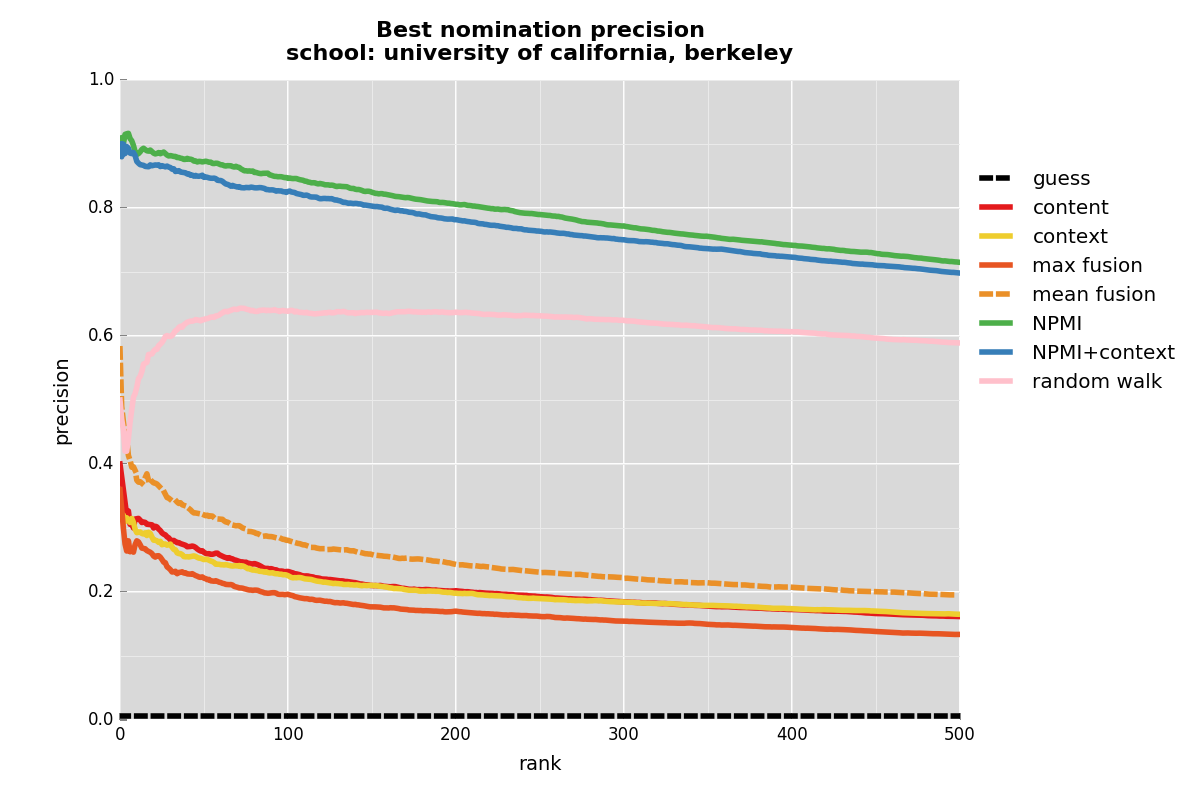 Best nomination precision
school: university of california, berkeley
1.0
0.8
0.6
0.4
0.2
0.0
precision
0 100 200 300 400 500
rank
guess
content
context
max fusion
mean fusion
NPMI
NPMI+context
random walk